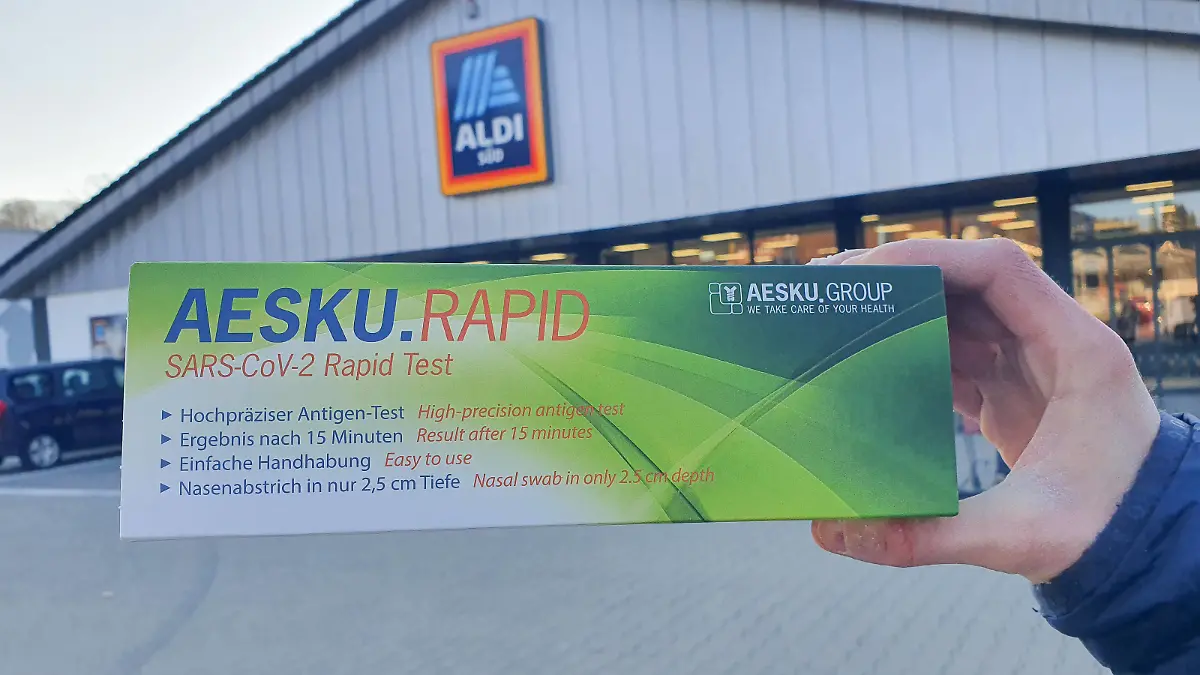 ALDI
SÜD
AESKU.RAPID
SARS-CoV-2 Rapid Test
AESKU.GROUP
WE TAKE CARE OF YOUR HEALTH
▶ Hochpräziser Antigen-Test High-precision antigen test
▶ Ergebnis nach 15 Minuten Result after 15 minutes
▶ Einfache Handhabung Easy to use
▶ Nasenabstrich in nur 2,5 cm Tiefe Nasal swab in only 2.5 cm depth